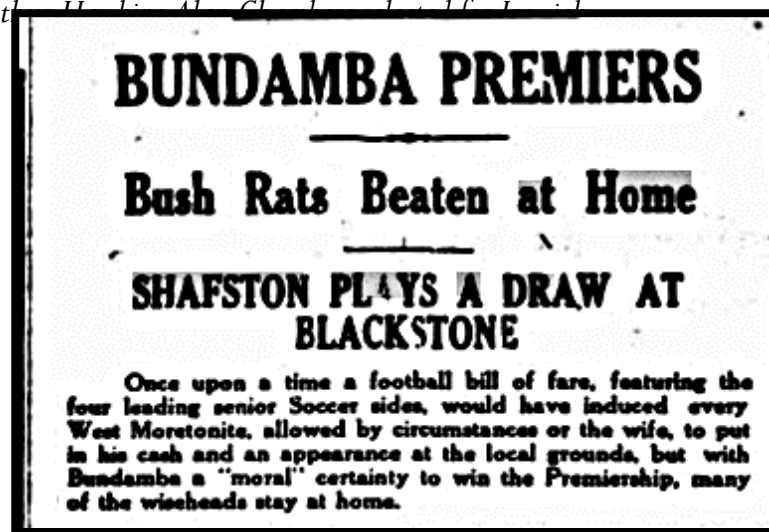 BUNDAMBA PREMIERS
Bush Rats Beaten at Home
SHAFSTON PLAYS A DRAW AT
BLACKSTONE
Once upon a time a football bill of fare, featuring the
four leading senior Soccer sides, would have induced every
West Moretonite, allowed by circumstances or the wife, to put
in his cash and an appearance at the local grounds, but with
Bundamba a "moral" certainty to win the Premiership, many
of the wiseheads stay at home.